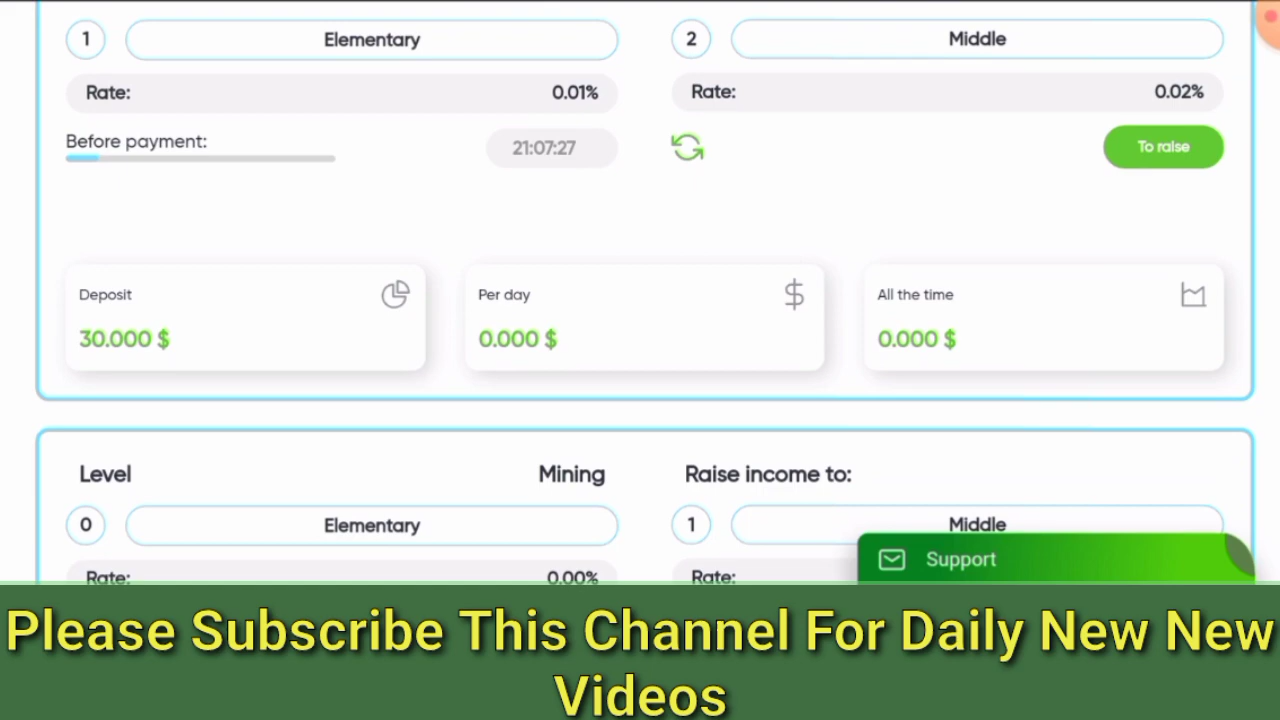 1 Elementary 2 Middle
Rate: 0.01% Rate: 0.02%
Before payment: 21:07:27 To raise
Deposit Per day All the time
30.000 $ 0.000 $ 0.000 $
Level Mining Raise income to:
0 Elementary 1 Middle
Rate: 0.00% Rate:
Support
Please Subscribe This Channel For Daily New New
Videos